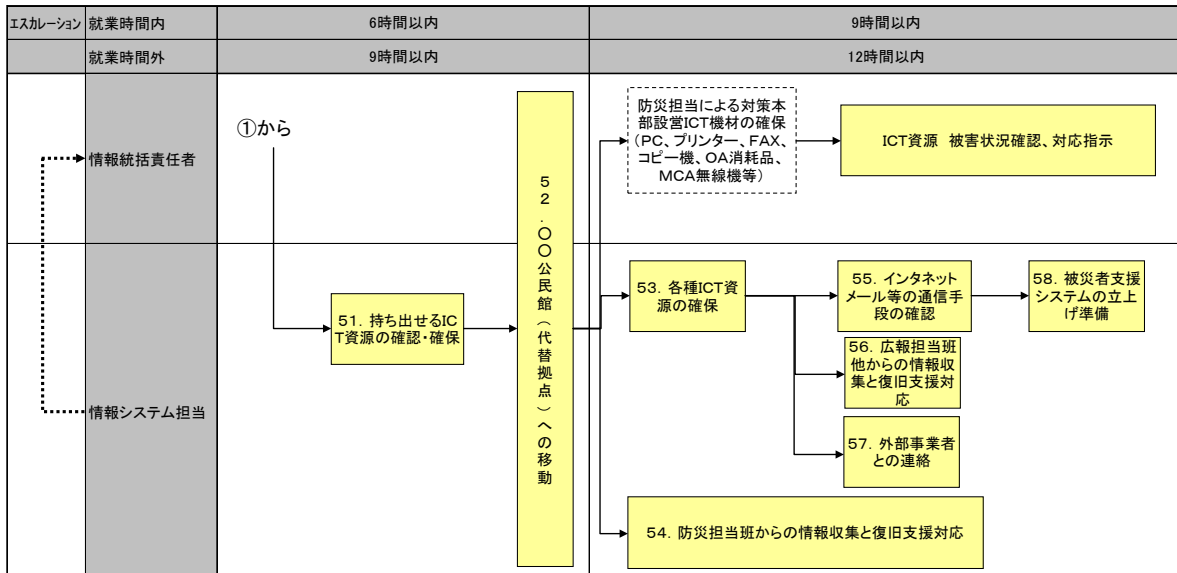 エスカレーション 就業時間内 6時間以内 9時間以内
就業時間外 9時間以内 12時間以内
情報統括責任者
情報システム担当
①から
51．持ち出せるIC
T資源の確認・確保
52．〇〇公民館（代替拠点）への移動
防災担当による対策本
部設営ICT機材の確保
（PC、プリンター、FAX、
コピー機、OA消耗品、
MCA無線機等）
ICT資源　被害状況確認、対応指示
53．各種ICT資
源の確保
55．インタネット
メール等の通信手
段の確認
58．被災者支援
システムの立上
げ準備
56．広報担当班
他からの情報収
集と復旧支援対
応
57．外部事業者
との連絡
54．防災担当班からの情報収集と復旧支援対応